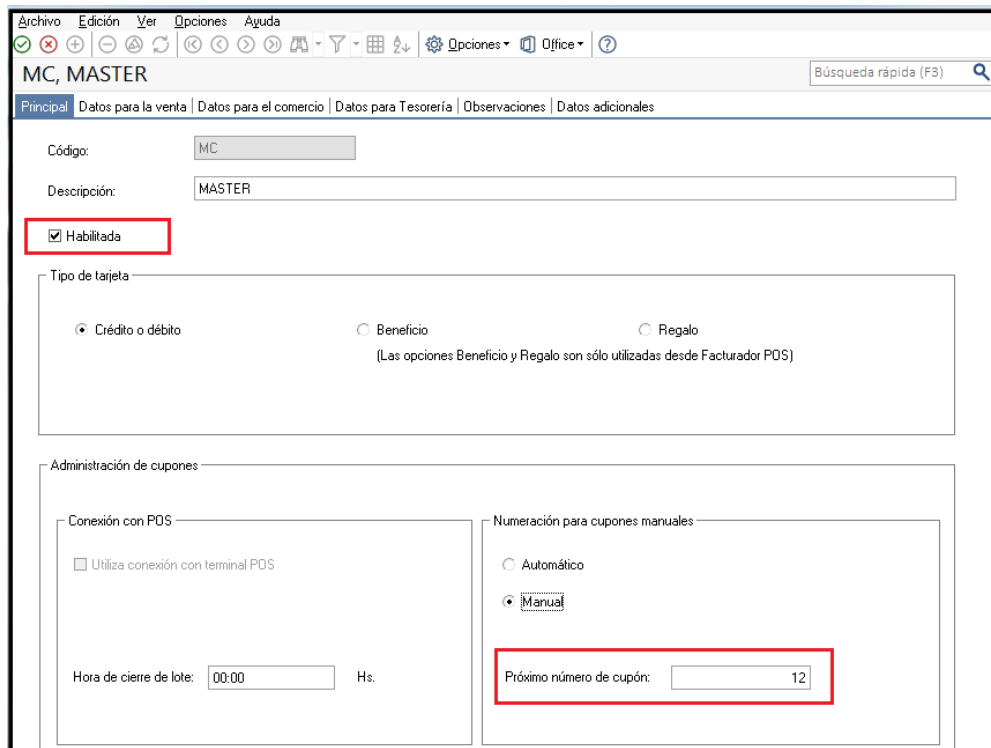 Archivo Edición Ver Opciones Ayuda
Opciones Office
MC, MASTER
Búsqueda rápida (F3)
Principal Datos para la venta Datos para el comercio Datos para Tesorería Observaciones Datos adicionales
Código: MC
Descripción: MASTER
Habilitada
Tipo de tarjeta
Crédito o débito Beneficio Regalo
(Las opciones Beneficio y Regalo son sólo utilizadas desde Facturador POS)
Administración de cupones
Conexión con POS Numeración para cupones manuales
Utiliza conexión con terminal POS Automático
Manual
Hora de cierre de lote: 00:00 Hs. Próximo número de cupón: 12